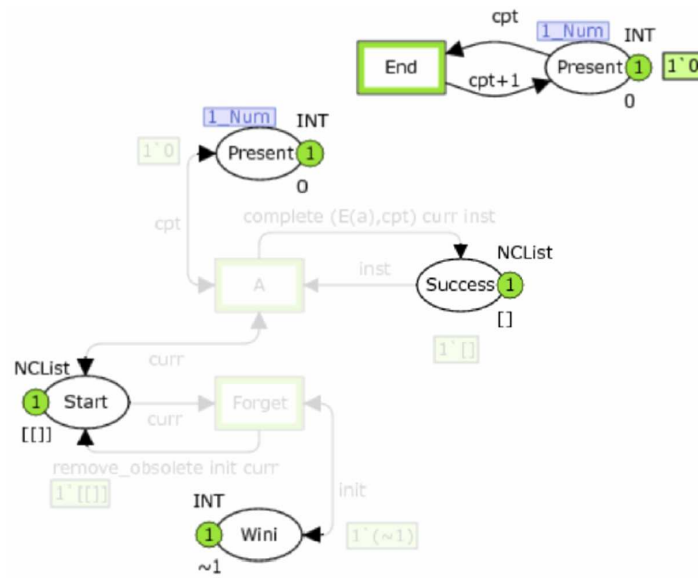 cpt
1_Num
INT
End
Present
1
1`0
cpt+1
0
1_Num
INT
1`0
Present
1
0
cpt
complete (E(a),cpt) curr inst
NCList
A
inst
Success
1
[]
1`[]
curr
NCList
1
Start
Forget
curr
[[]]
remove_obsolete init curr
1`[[]]
init
INT
1
Wini
1`(~1)
~1